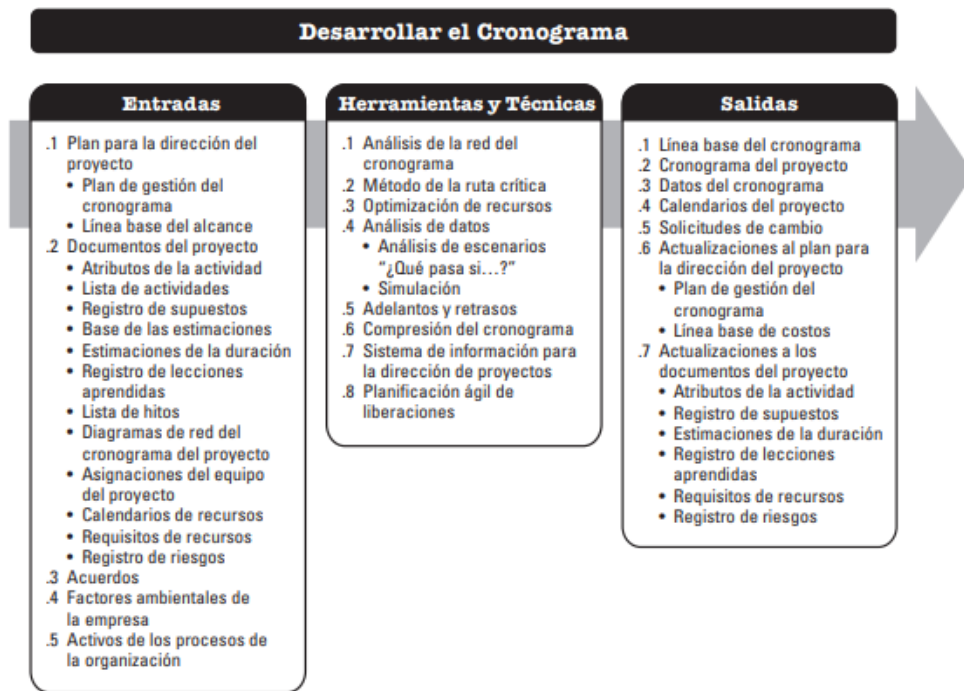 Desarrollar el Cronograma
Entradas
.1 Plan para la dirección del
proyecto
• Plan de gestión del
cronograma
• Línea base del alcance
.2 Documentos del proyecto
• Atributos de la actividad
• Lista de actividades
• Registro de supuestos
• Base de las estimaciones
• Estimaciones de la duración
• Registro de lecciones
aprendidas
• Lista de hitos
• Diagramas de red del
cronograma del proyecto
• Asignaciones del equipo
del proyecto
• Calendarios de recursos
• Requisitos de recursos
• Registro de riesgos
.3 Acuerdos
.4 Factores ambientales de
la empresa
.5 Activos de los procesos de
la organización
Herramientas y Técnicas
.1 Análisis de la red del
cronograma
.2 Método de la ruta crítica
.3 Optimización de recursos
.4 Análisis de datos
• Análisis de escenarios
"¿Qué pasa si...?"
• Simulación
.5 Adelantos y retrasos
.6 Compresión del cronograma
.7 Sistema de información para
la dirección de proyectos
.8 Planificación ágil de
liberaciones
Salidas
.1 Línea base del cronograma
.2 Cronograma del proyecto
.3 Datos del cronograma
.4 Calendarios del proyecto
.5 Solicitudes de cambio
.6 Actualizaciones al plan para
la dirección del proyecto
• Plan de gestión del
cronograma
• Línea base de costos
.7 Actualizaciones a los
documentos del proyecto
• Atributos de la actividad
• Registro de supuestos
• Estimaciones de la duración
• Registro de lecciones
aprendidas
• Requisitos de recursos
• Registro de riesgos